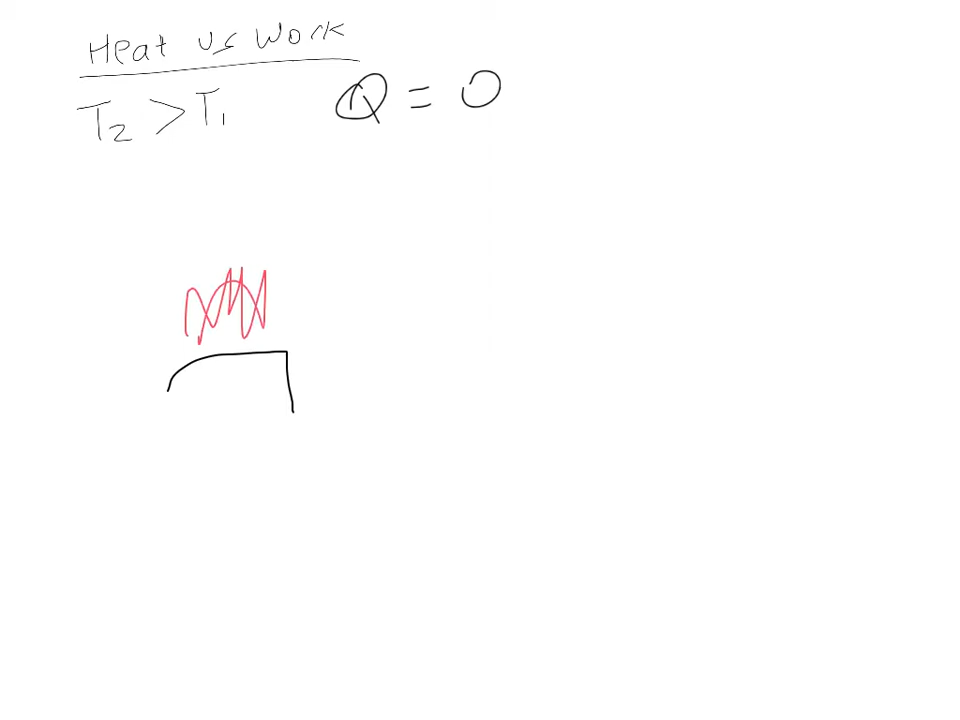 Heat vs Work
T₂ > T₁ Q = 0